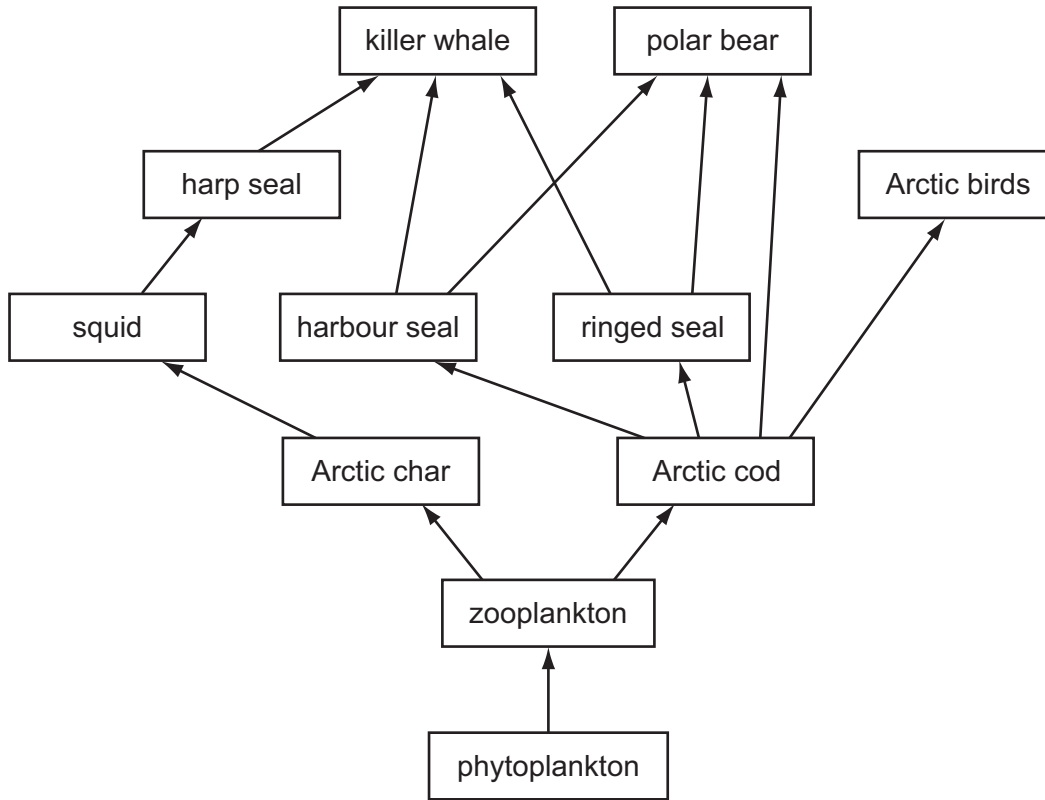 killer whale
polar bear
harp seal
Arctic birds
squid
harbour seal
ringed seal
Arctic char
Arctic cod
zooplankton
phytoplankton